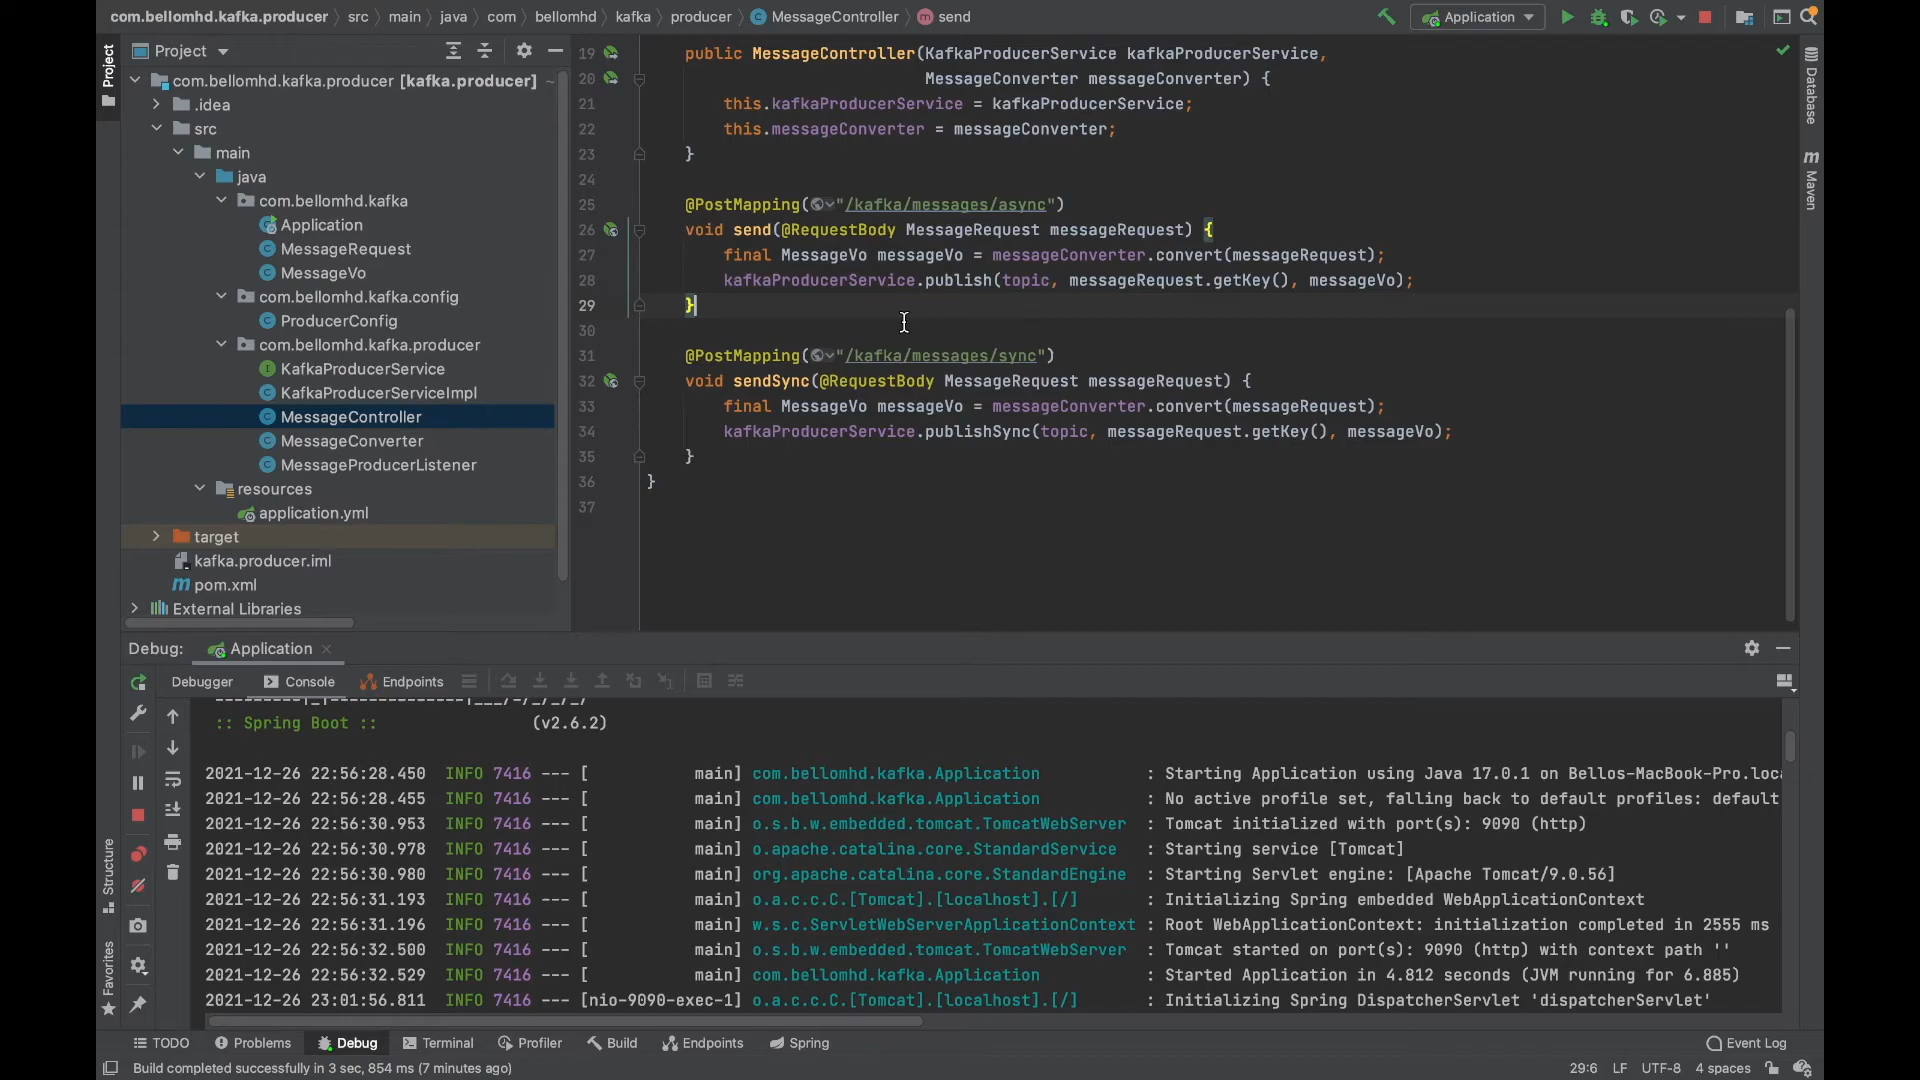 com.bellomhd.kafka.producer src main java com bellomhd kafka producer MessageController m send Application
Project
Project
com.bellomhd.kafka.producer [kafka.producer] ~
.idea
src
main
java
com.bellomhd.kafka
Application
MessageRequest
MessageVo
com.bellomhd.kafka.config
ProducerConfig
com.bellomhd.kafka.producer
KafkaProducerService
KafkaProducerServiceImpl
MessageController
MessageConverter
MessageProducerListener
resources
application.yml
target
kafka.producer.iml
pom.xml
External Libraries
19 public MessageController(KafkaProducerService kafkaProducerService,
20 MessageConverter messageConverter) {
21 this.kafkaProducerService = kafkaProducerService;
22 this.messageConverter = messageConverter;
23 }
24
25 @PostMapping("/kafka/messages/async")
26 void send(@RequestBody MessageRequest messageRequest) {
27 final MessageVo messageVo = messageConverter.convert(messageRequest);
28 kafkaProducerService.publish(topic, messageRequest.getKey(), messageVo);
29 }
30
31 @PostMapping("/kafka/messages/sync")
32 void sendSync(@RequestBody MessageRequest messageRequest) {
33 final MessageVo messageVo = messageConverter.convert(messageRequest);
34 kafkaProducerService.publishSync(topic, messageRequest.getKey(), messageVo);
35 }
36 }
37
Database
Maven
Debug: Application
Debugger Console Endpoints
:: Spring Boot :: (v2.6.2)
2021-12-26 22:56:28.450 INFO 7416 --- [ main] com.bellomhd.kafka.Application : Starting Application using Java 17.0.1 on Bellos-MacBook-Pro.loca
2021-12-26 22:56:28.455 INFO 7416 --- [ main] com.bellomhd.kafka.Application : No active profile set, falling back to default profiles: default
2021-12-26 22:56:30.953 INFO 7416 --- [ main] o.s.b.w.embedded.tomcat.TomcatWebServer : Tomcat initialized with port(s): 9090 (http)
2021-12-26 22:56:30.978 INFO 7416 --- [ main] o.apache.catalina.core.StandardService : Starting service [Tomcat]
2021-12-26 22:56:30.980 INFO 7416 --- [ main] org.apache.catalina.core.StandardEngine : Starting Servlet engine: [Apache Tomcat/9.0.56]
2021-12-26 22:56:31.193 INFO 7416 --- [ main] o.a.c.c.C.[Tomcat].[localhost].[/] : Initializing Spring embedded WebApplicationContext
2021-12-26 22:56:31.196 INFO 7416 --- [ main] w.s.c.ServletWebServerApplicationContext : Root WebApplicationContext: initialization completed in 2555 ms
2021-12-26 22:56:32.500 INFO 7416 --- [ main] o.s.b.w.embedded.tomcat.TomcatWebServer : Tomcat started on port(s): 9090 (http) with context path ''
2021-12-26 22:56:32.529 INFO 7416 --- [ main] com.bellomhd.kafka.Application : Started Application in 4.812 seconds (JVM running for 6.885)
2021-12-26 23:01:56.811 INFO 7416 --- [nio-9090-exec-1] o.a.c.c.C.[Tomcat].[localhost].[/] : Initializing Spring DispatcherServlet 'dispatcherServlet'
Structure
Favorites
TODO Problems Debug Terminal Profiler Build Endpoints Spring Event Log
Build completed successfully in 3 sec, 854 ms (7 minutes ago) 29:6 LF UTF-8 4 spaces